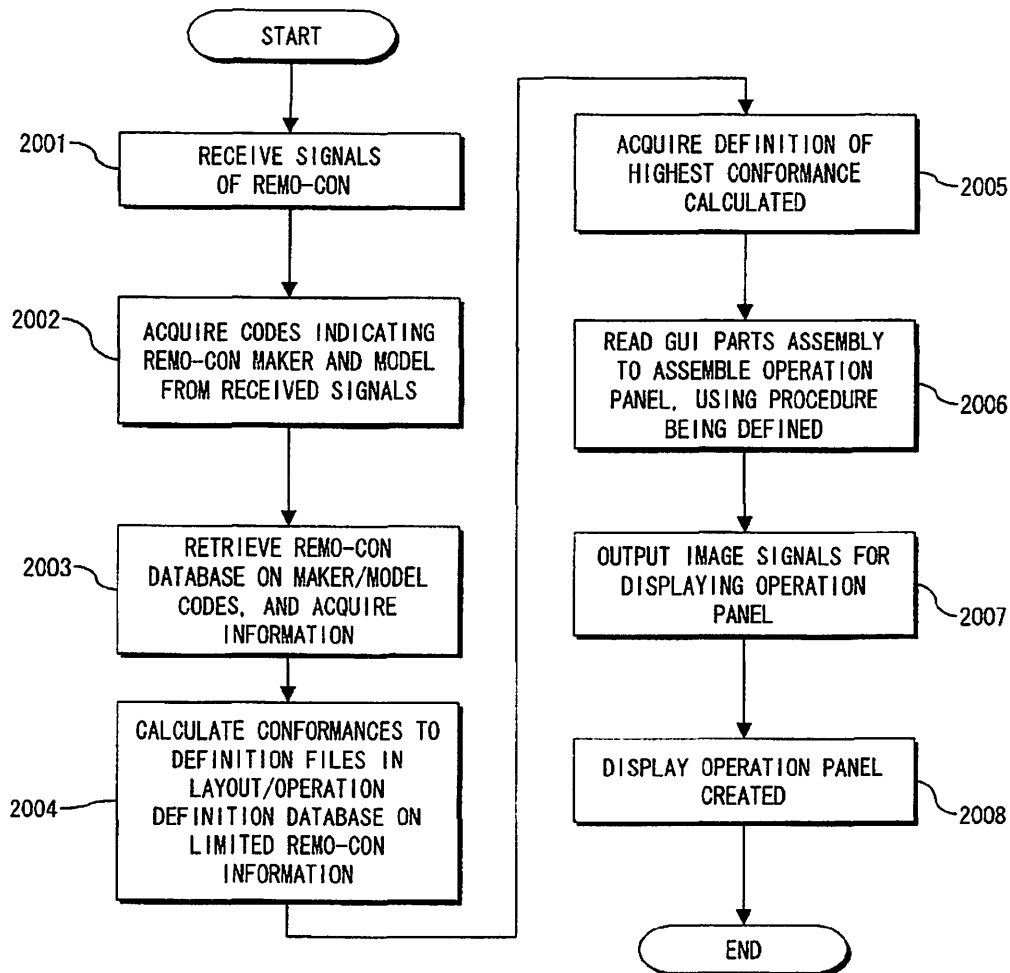 START
2001
RECEIVE SIGNALS
OF REMO-CON
2002
ACQUIRE CODES INDICATING
REMO-CON MAKER AND MODEL
FROM RECEIVED SIGNALS
2003
RETRIEVE REMO-CON
DATABASE ON MAKER/MODEL
CODES, AND ACQUIRE
INFORMATION
2004
CALCULATE CONFORMANCES TO
DEFINITION FILES IN
LAYOUT/OPERATION
DEFINITION DATABASE ON
LIMITED REMO-CON
INFORMATION
ACQUIRE DEFINITION OF
HIGHEST CONFORMANCE
CALCULATED
2005
READ GUI PARTS ASSEMBLY
TO ASSEMBLE OPERATION
PANEL, USING PROCEDURE
BEING DEFINED
2006
OUTPUT IMAGE SIGNALS FOR
DISPLAYING OPERATION
PANEL
2007
DISPLAY OPERATION PANEL
CREATED
2008
END